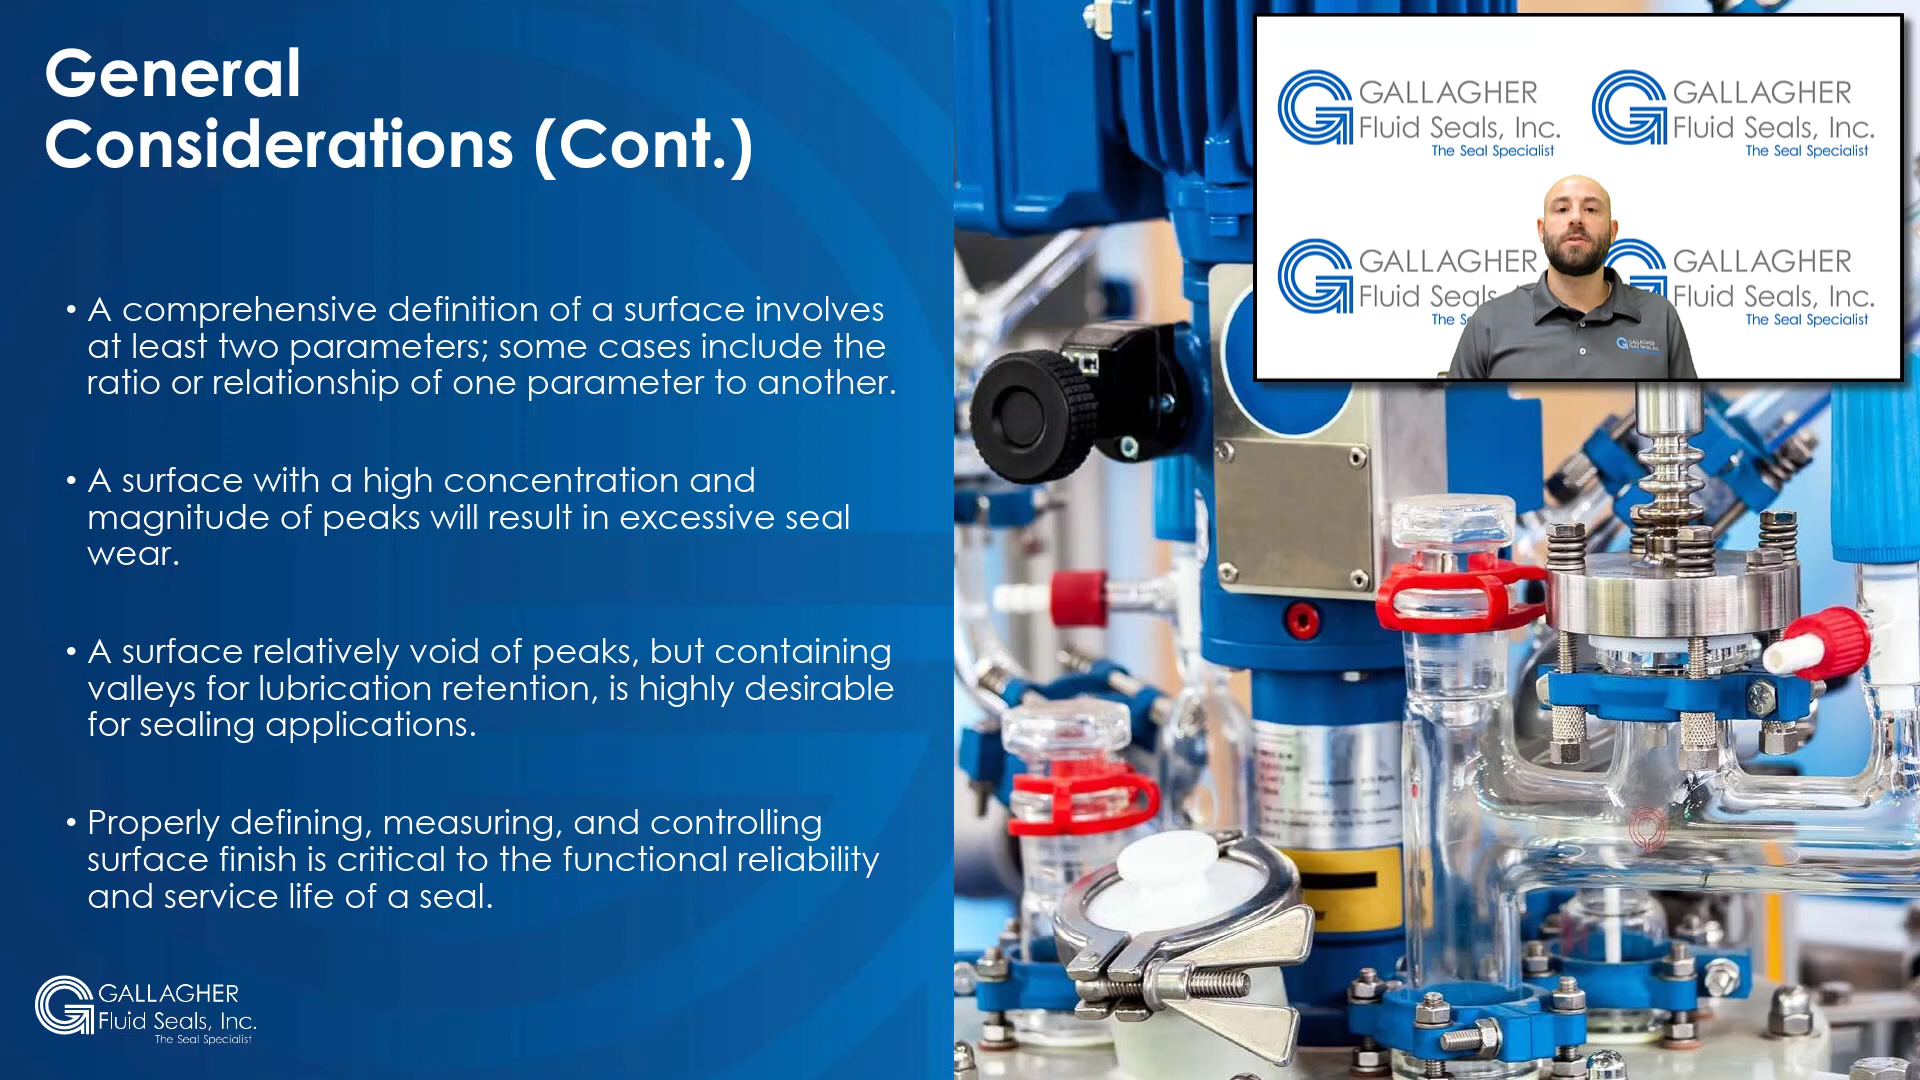 General
Considerations (Cont.)
• A comprehensive definition of a surface involves
at least two parameters; some cases include the
ratio or relationship of one parameter to another.
• A surface with a high concentration and
magnitude of peaks will result in excessive seal
wear.
• A surface relatively void of peaks, but containing
valleys for lubrication retention, is highly desirable
for sealing applications.
• Properly defining, measuring, and controlling
surface finish is critical to the functional reliability
and service life of a seal.
GALLAGHER
Fluid Seals, Inc.
The Seal Specialist
GALLAGHER
Fluid Seals, Inc.
The Seal Specialist
GALLAGHER
Fluid Seals, Inc.
The Seal Specialist
GALLAGHER
Fluid Seals
The Se
GALLAGHER
Fluid Seals, Inc.
The Seal Specialist
GALLAGHER